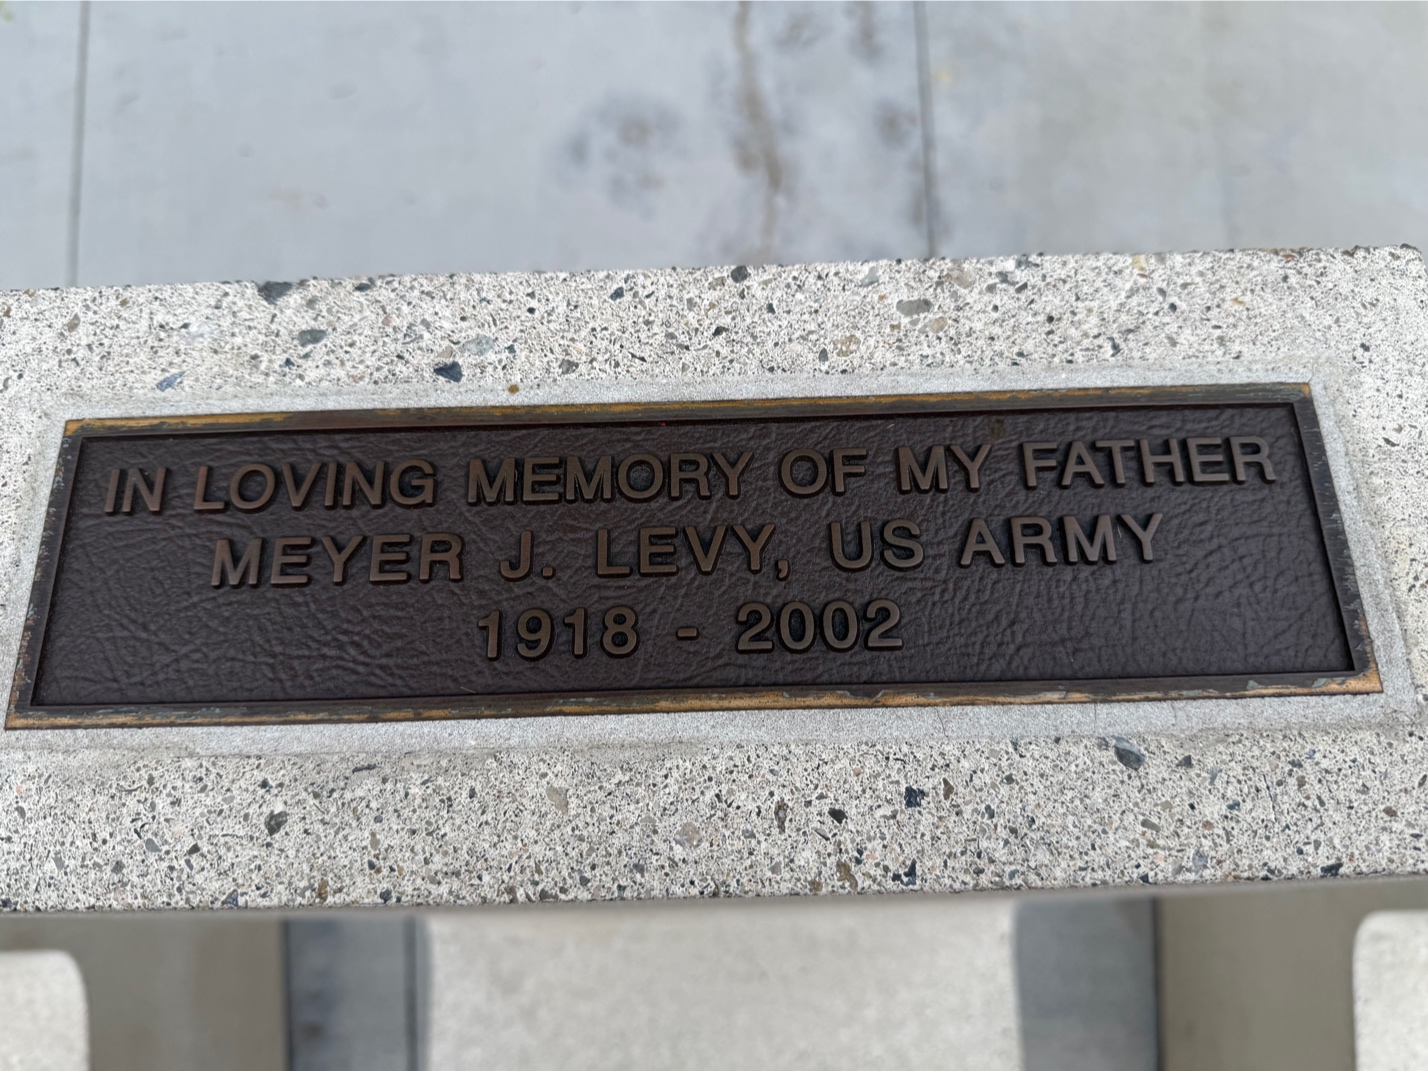 IN LOVING MEMORY OF MY FATHER
MEYER J. LEVY, US ARMY
1918 - 2002